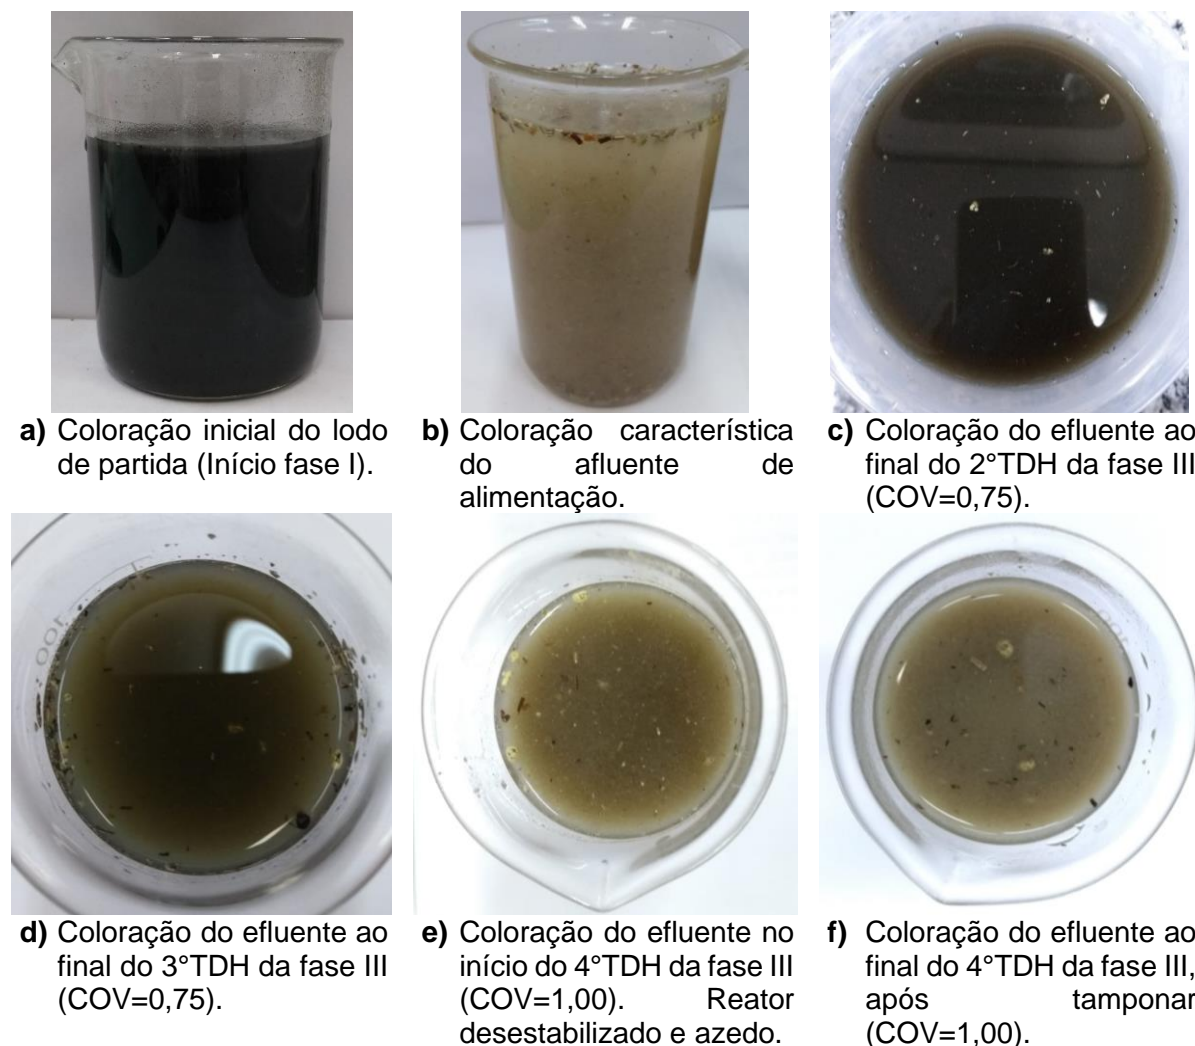 a) Coloração inicial do lodo
de partida (Início fase I).
b) Coloração característica
do afluente de
alimentação.
c) Coloração do efluente ao
final do 2°TDH da fase III
(COV=0,75).
100
d) Coloração do efluente ao
final do 3°TDH da fase III
(COV=0,75).
e) Coloração do efluente no
início do 4°TDH da fase III
(COV=1,00). Reator
desestabilizado e azedo.
f) Coloração do efluente ao
final do 4°TDH da fase III,
após tamponar
(COV=1,00).